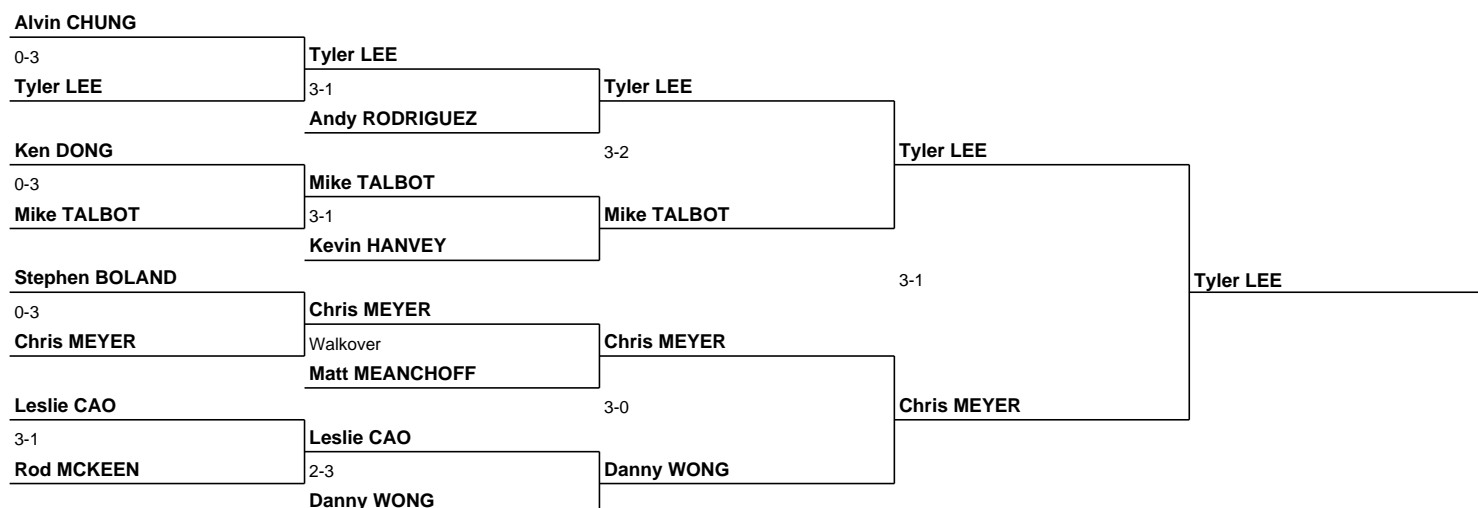 Alvin CHUNG
0-3
Tyler LEE
Tyler LEE
3-1
Andy RODRIGUEZ
Tyler LEE
Ken DONG
0-3
Mike TALBOT
Mike TALBOT
3-1
Kevin HANVEY
3-2
Mike TALBOT
Tyler LEE
Stephen BOLAND
0-3
Chris MEYER
Chris MEYER
Walkover
Matt MEANCHOFF
Chris MEYER
3-1
Tyler LEE
Leslie CAO
3-1
Rod MCKEEN
Leslie CAO
2-3
Danny WONG
3-0
Danny WONG
Chris MEYER